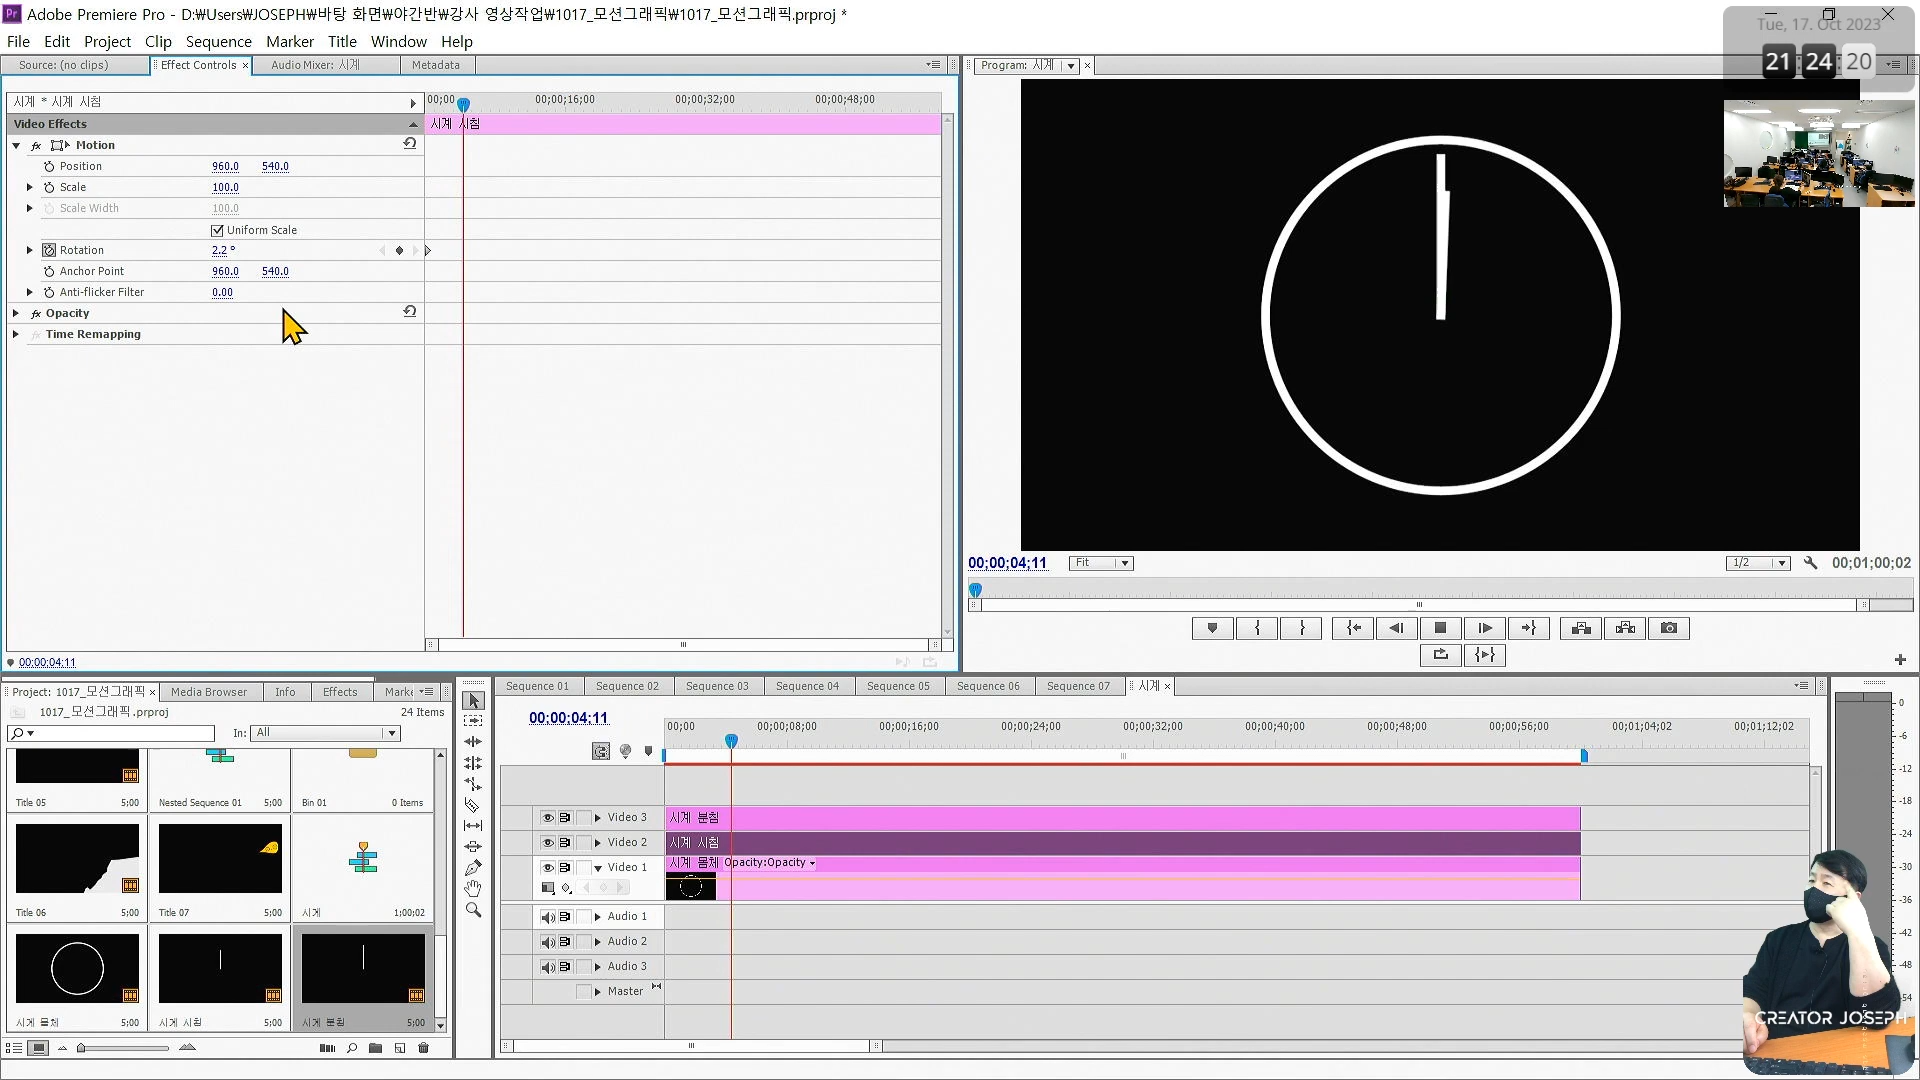 Adobe Premiere Pro - D:₩Users₩JOSEPH₩바탕 화면₩야간반₩강사 영상작업₩1017_모션그래픽₩1017_모션그래픽.prproj *
Tue, 17. Oct 2023
21 24 20
File Edit Project Clip Sequence Marker Title Window Help
Source: (no clips) Effect Controls × Audio Mixer: 시계 Metadata
Program: 시계 ×
시계 * 시계 시침
00;00 00;00;16;00 00;00;32;00 00;00;48;00
Video Effects
시계 시침
fx Motion
Position 960.0 540.0
Scale 100.0
Scale Width 100.0
Uniform Scale
Rotation 2.2 °
Anchor Point 960.0 540.0
Anti-flicker Filter 0.00
fx Opacity
fx Time Remapping
00;00;04;11
00;00;04;11 Fit 1/2 00;01;00;02
Project: 1017_모션그래픽 × Media Browser Info Effects Marke
1017_모션그래픽.prproj 24 Items
In: All
Title 05 5;00
Nested Sequence 01 5;00
Bin 01 0 Items
Title 06 5;00
Title 07 5;00
시계 1;00;02
시계 몸체 5;00
시계 시침 5;00
시계 분침 5;00
Sequence 01 Sequence 02 Sequence 03 Sequence 04 Sequence 05 Sequence 06 Sequence 07 시계 ×
00;00;04;11
00;00 00;00;08;00 00;00;16;00 00;00;24;00 00;00;32;00 00;00;40;00 00;00;48;00 00;00;56;00 00;01;04;02 00;01;12;02
Video 3 시계 분침
Video 2 시계 시침
Video 1 시계 몸체 Opacity:Opacity
Audio 1
Audio 2
Audio 3
Master
0
-6
-12
-18
-24
-30
-36
-42
-48
-54
CREATOR JOSEPH